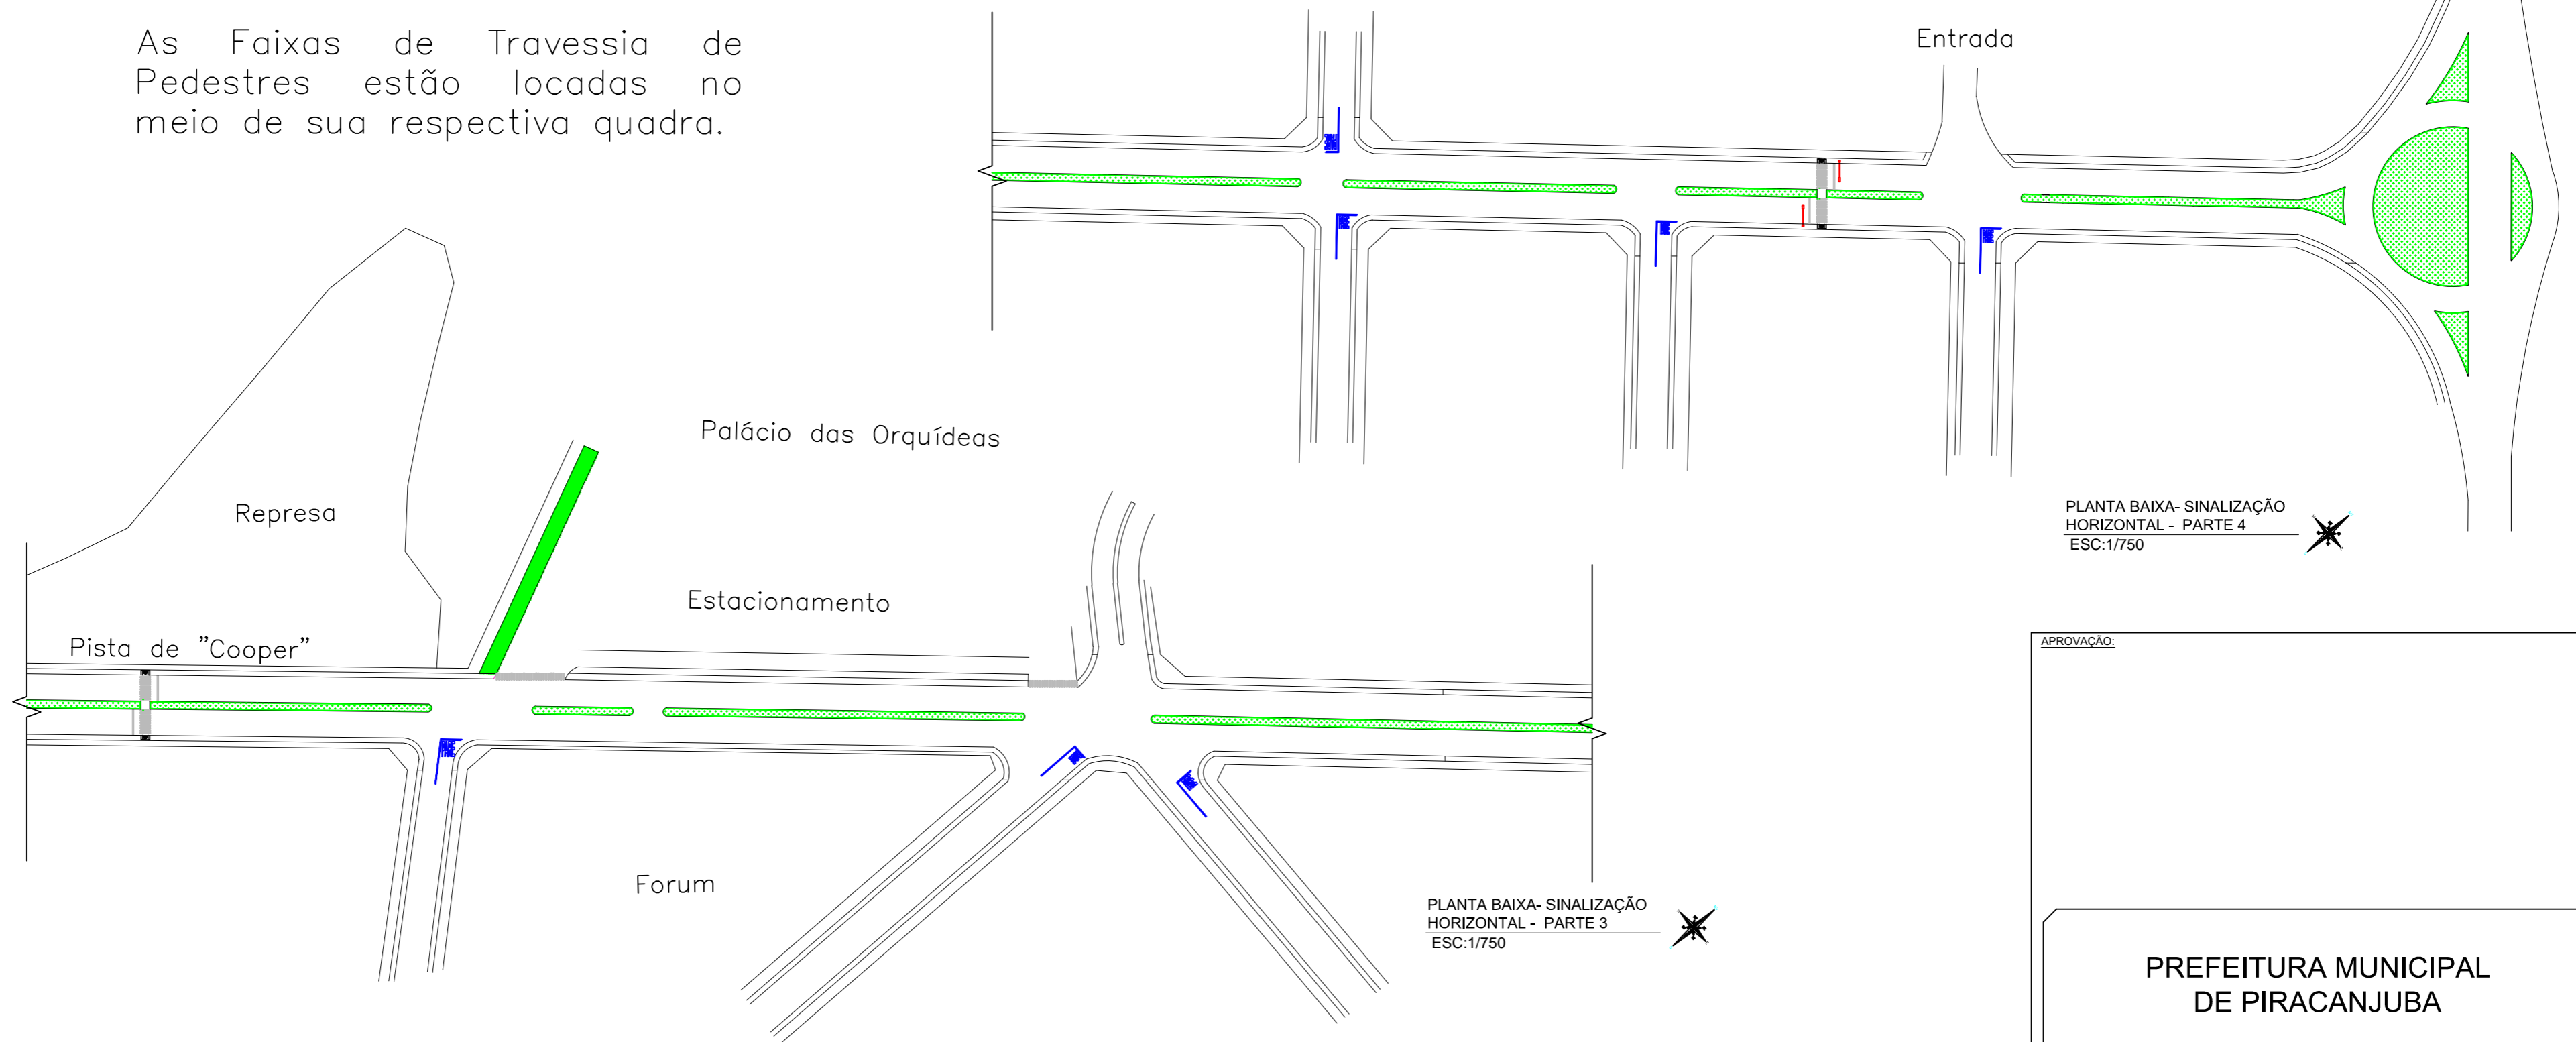 As Faixas de Travessia de
Pedestres estão locadas no
meio de sua respectiva quadra.
Entrada
PLANTA BAIXA- SINALIZAÇÃO
HORIZONTAL - PARTE 4
ESC:1/750
Palácio das Orquídeas
Represa
Estacionamento
Pista de "Cooper"
Forum
PLANTA BAIXA- SINALIZAÇÃO
HORIZONTAL - PARTE 3
ESC:1/750
APROVAÇÃO:
PREFEITURA MUNICIPAL
DE PIRACANJUBA